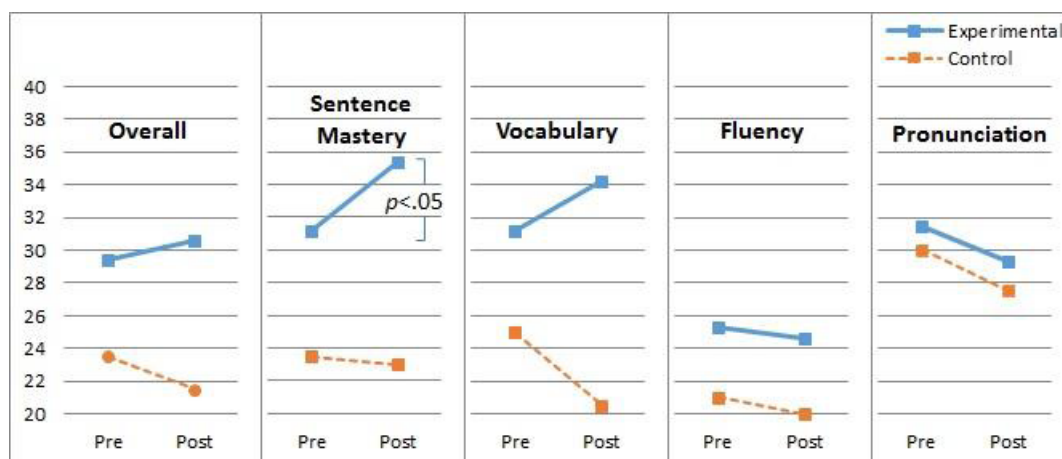 Experimental
Control
40
38
36
34
32
30
28
26
24
22
20
Overall
Sentence
Mastery
Vocabulary
Fluency
Pronunciation
p<.05
Pre Post Pre Post Pre Post Pre Post Pre Post